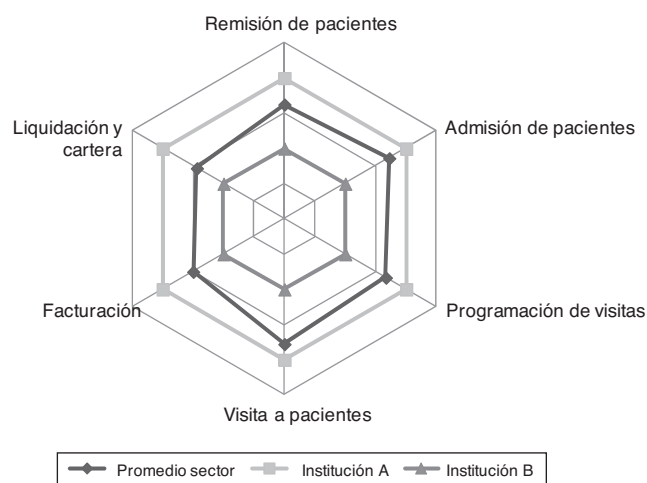 Remisión de pacientes
Liquidación y
cartera
Admisión de pacientes
Facturación
Programación de visitas
Visita a pacientes
Promedio sector
Institución A
Institución B